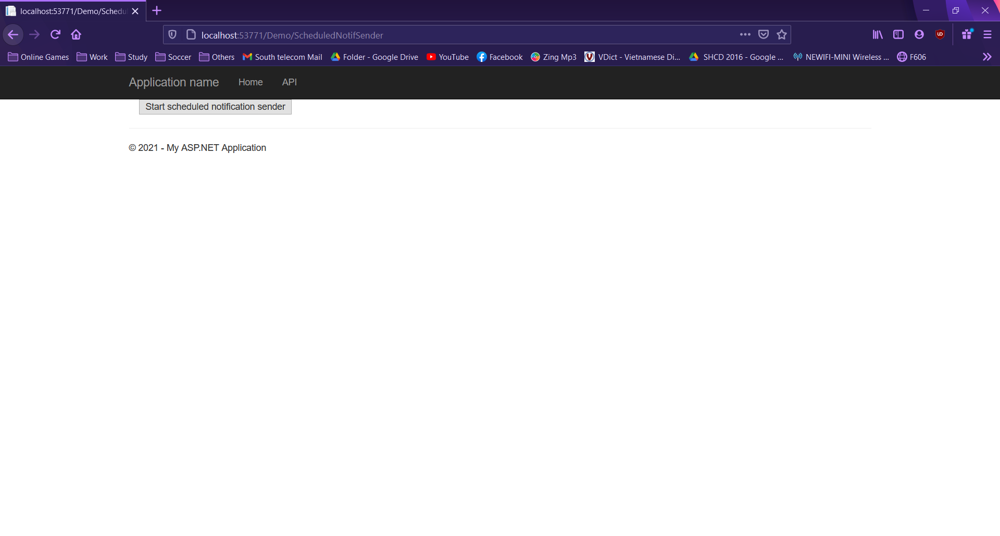 localhost:53771/Demo/Schedu
localhost:53771/Demo/ScheduledNotifSender
Online Games Work Study Soccer Others South telecom Mail Folder - Google Drive YouTube Facebook Zing Mp3 VDict - Vietnamese Di... SHCD 2016 - Google ... NEWIFI-MINI Wireless ... F606
Application name Home API
Start scheduled notification sender
© 2021 - My ASP.NET Application